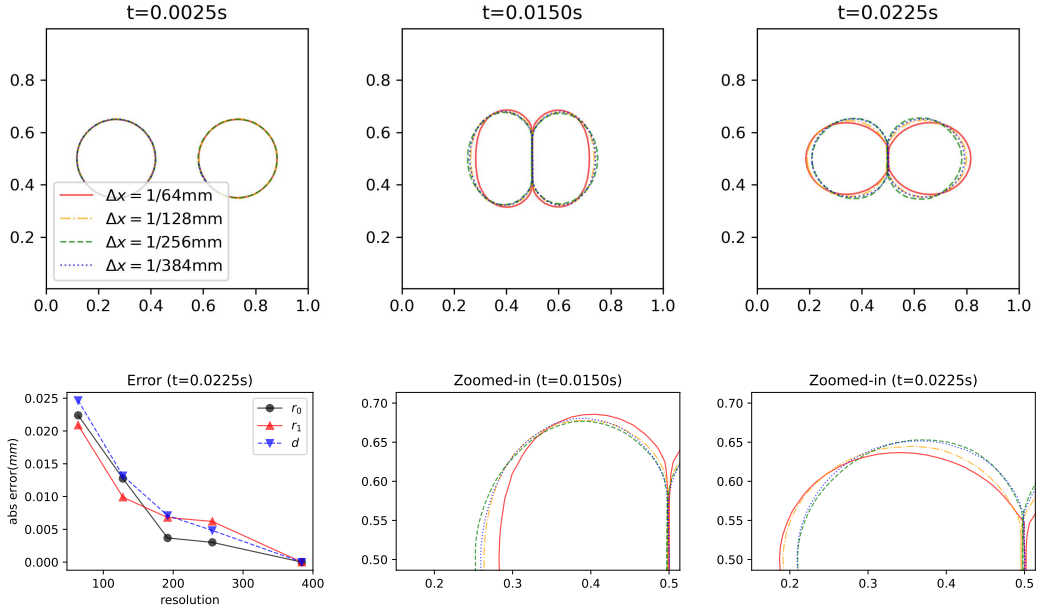 t=0.0025s
t=0.0150s
t=0.0225s
0.8
0.6
0.4
0.2
0.0 0.2 0.4 0.6 0.8 1.0
Δx = 1/64mm
Δx = 1/128mm
Δx = 1/256mm
Δx = 1/384mm
0.8
0.6
0.4
0.2
0.0 0.2 0.4 0.6 0.8 1.0
0.8
0.6
0.4
0.2
0.0 0.2 0.4 0.6 0.8 1.0
Error (t=0.0225s)
0.025
0.020
0.015
0.010
0.005
0.000
abs error(mm)
100 200 300 400
resolution
r₀
r₁
d
Zoomed-in (t=0.0150s)
0.70
0.65
0.60
0.55
0.50
0.2 0.3 0.4 0.5
Zoomed-in (t=0.0225s)
0.70
0.65
0.60
0.55
0.50
0.2 0.3 0.4 0.5